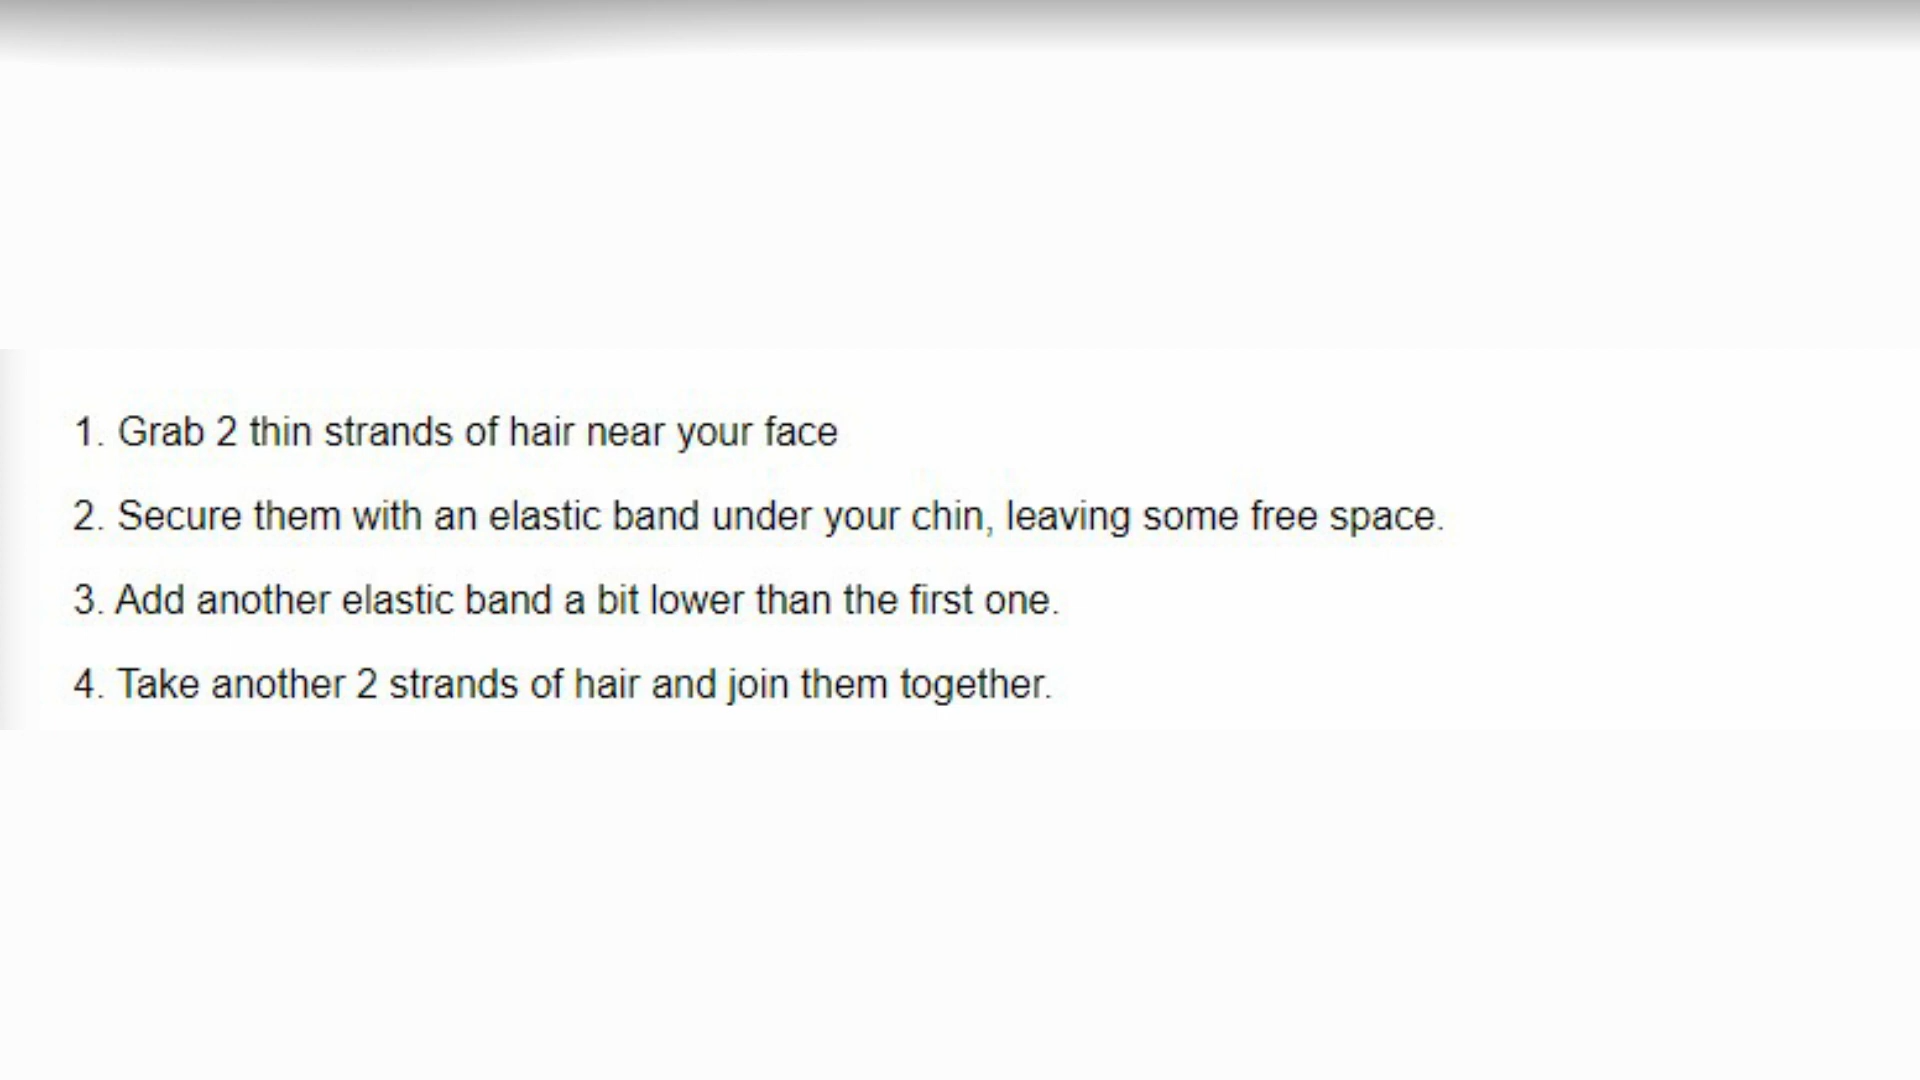 1. Grab 2 thin strands of hair near your face
2. Secure them with an elastic band under your chin, leaving some free space.
3. Add another elastic band a bit lower than the first one.
4. Take another 2 strands of hair and join them together.